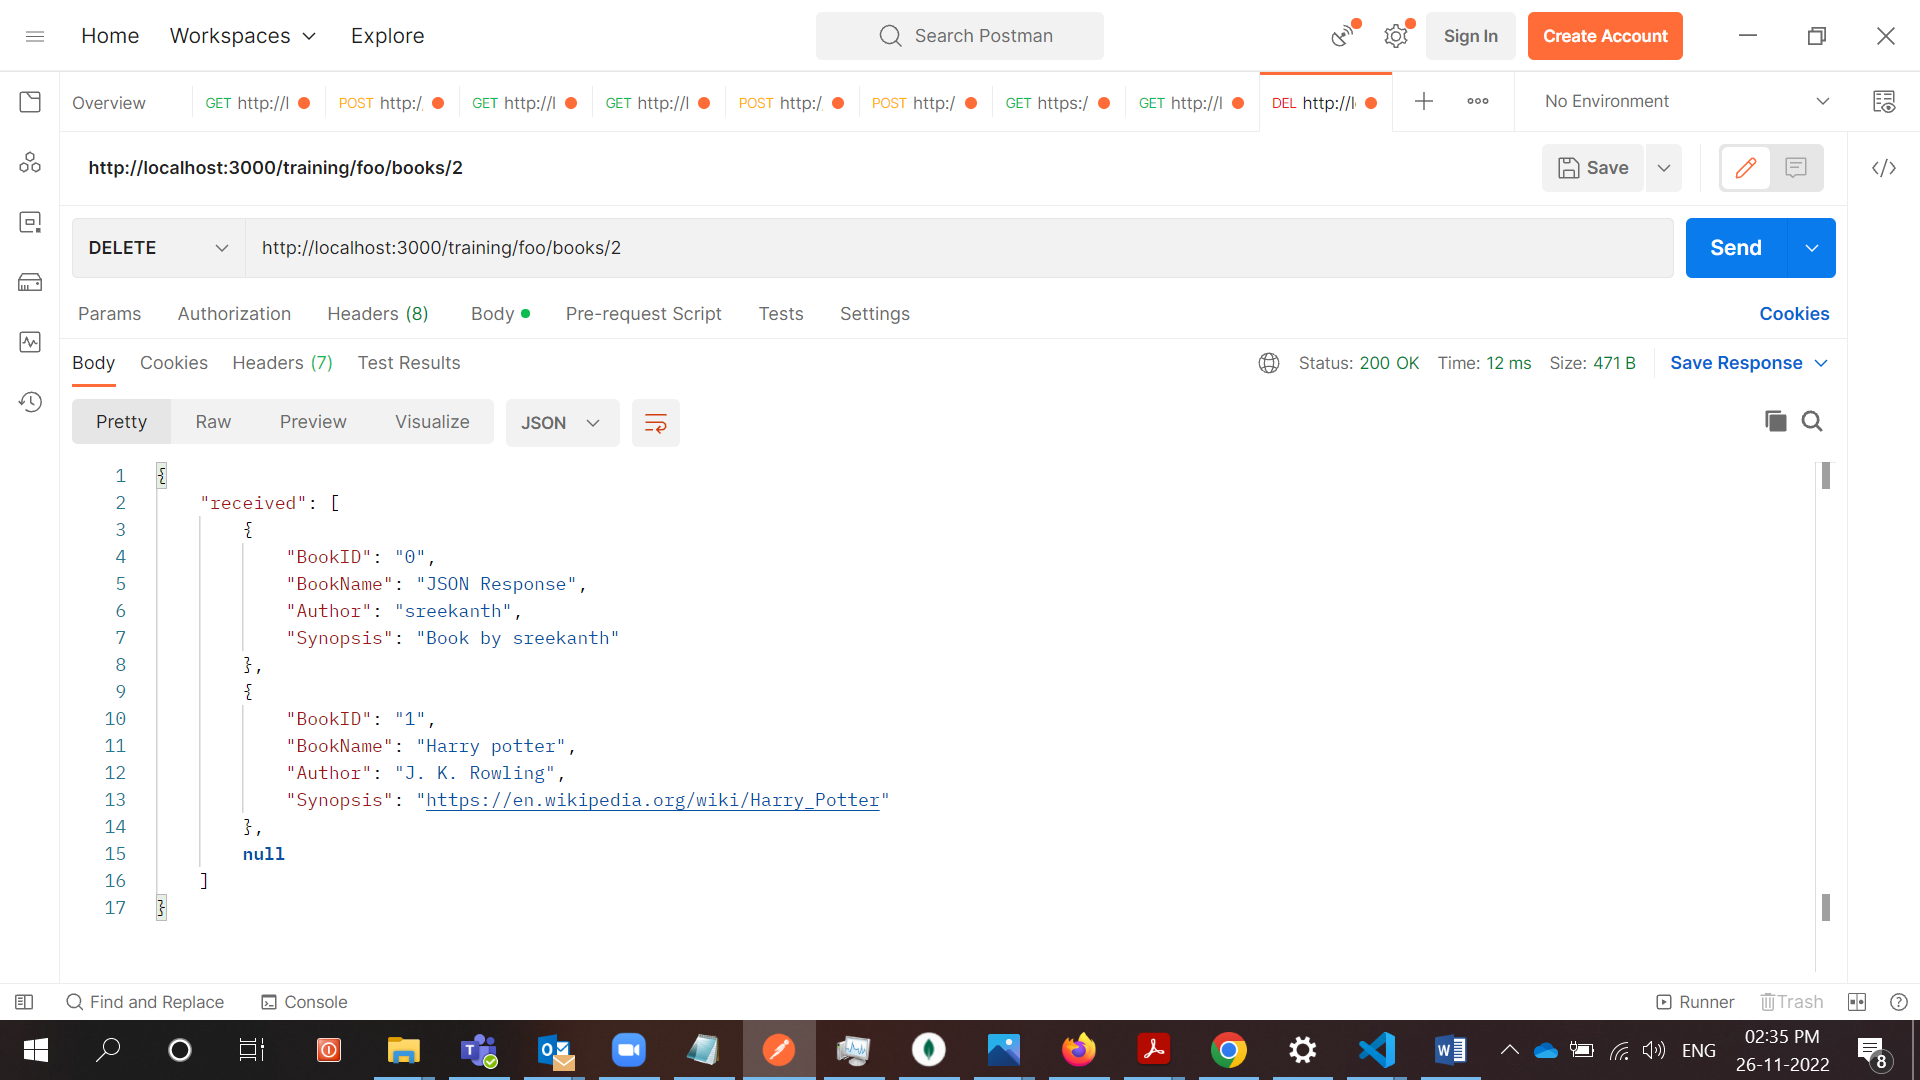 Home Workspaces Explore Search Postman Sign In Create Account
Overview GET http://l POST http:/ GET http://l GET http://l POST http:/ POST http:/ GET https:/ GET http://l DEL http://l No Environment
http://localhost:3000/training/foo/books/2 Save
DELETE http://localhost:3000/training/foo/books/2 Send
Params Authorization Headers (8) Body Pre-request Script Tests Settings Cookies
Body Cookies Headers (7) Test Results Status: 200 OK Time: 12 ms Size: 471 B Save Response
Pretty Raw Preview Visualize JSON
1 {
2 "received": [
3 {
4 "BookID": "0",
5 "BookName": "JSON Response",
6 "Author": "sreekanth",
7 "Synopsis": "Book by sreekanth"
8 },
9 {
10 "BookID": "1",
11 "BookName": "Harry potter",
12 "Author": "J. K. Rowling",
13 "Synopsis": "https://en.wikipedia.org/wiki/Harry_Potter"
14 },
15 null
16 ]
17 }
Find and Replace Console Runner Trash
ENG 02:35 PM
26-11-2022 8